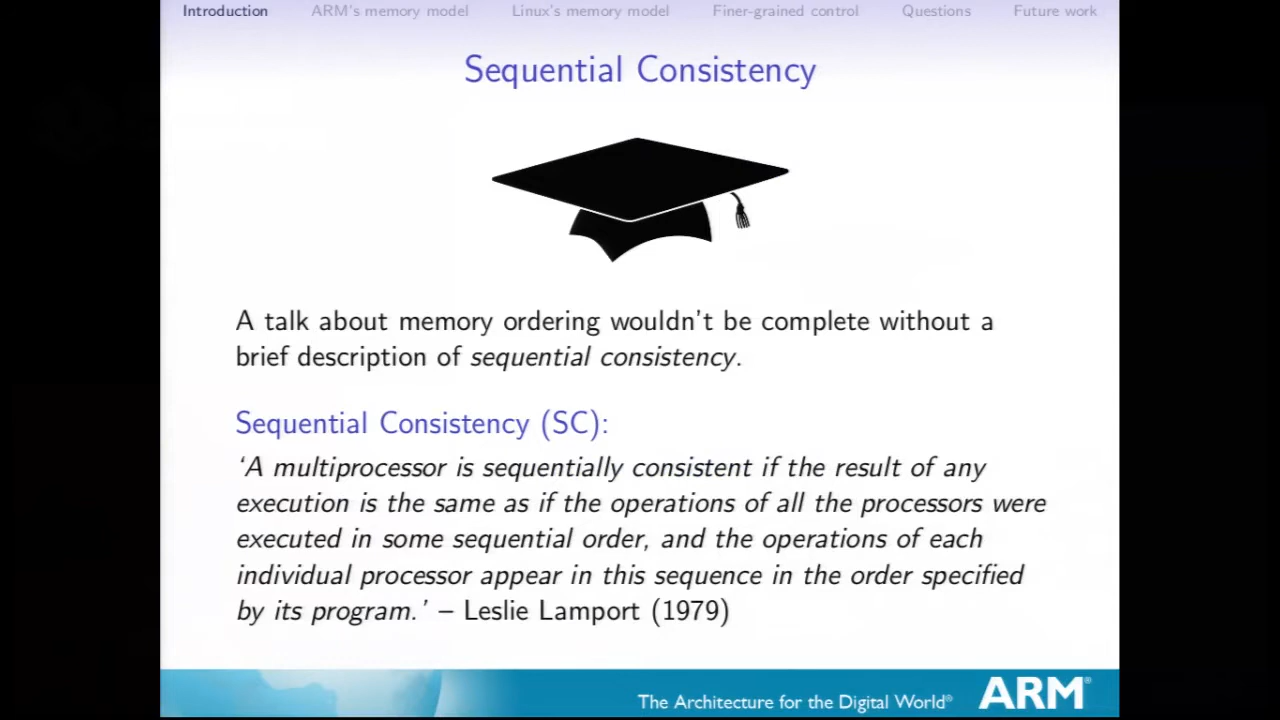 Introduction ARM's memory model Linux's memory model Finer-grained control Questions Future work
Sequential Consistency
A talk about memory ordering wouldn't be complete without a
brief description of sequential consistency.
Sequential Consistency (SC):
‘A multiprocessor is sequentially consistent if the result of any
execution is the same as if the operations of all the processors were
executed in some sequential order, and the operations of each
individual processor appear in this sequence in the order specified
by its program.’ – Leslie Lamport (1979)
The Architecture for the Digital World® ARM®